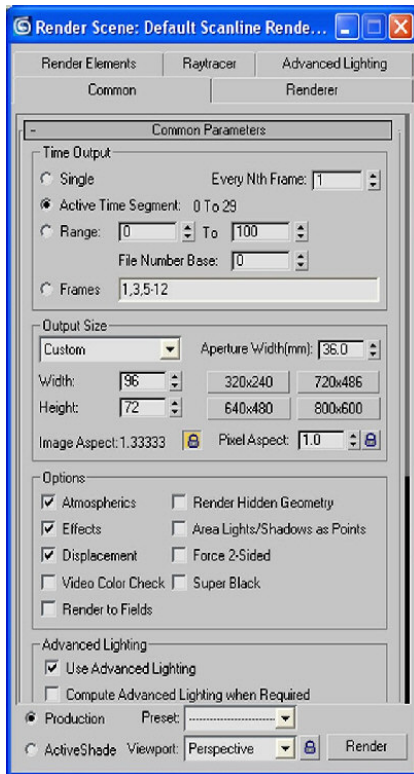 Render Scene: Default Scanline Rende...
Render Elements Raytracer Advanced Lighting
Common Renderer
- Common Parameters
Time Output
Single Every Nth Frame: 1
Active Time Segment: 0 To 29
Range: 0 To 100
File Number Base: 0
Frames 1,3,5-12
Output Size
Custom Aperture Width(mm): 36.0
Width: 96 320x240 720x486
Height: 72 640x480 800x600
Image Aspect: 1.33333 Pixel Aspect: 1.0
Options
Atmospherics Render Hidden Geometry
Effects Area Lights/Shadows as Points
Displacement Force 2-Sided
Video Color Check Super Black
Render to Fields
Advanced Lighting
Use Advanced Lighting
Compute Advanced Lighting when Required
Production Preset: --------------------
ActiveShade Viewport: Perspective Render